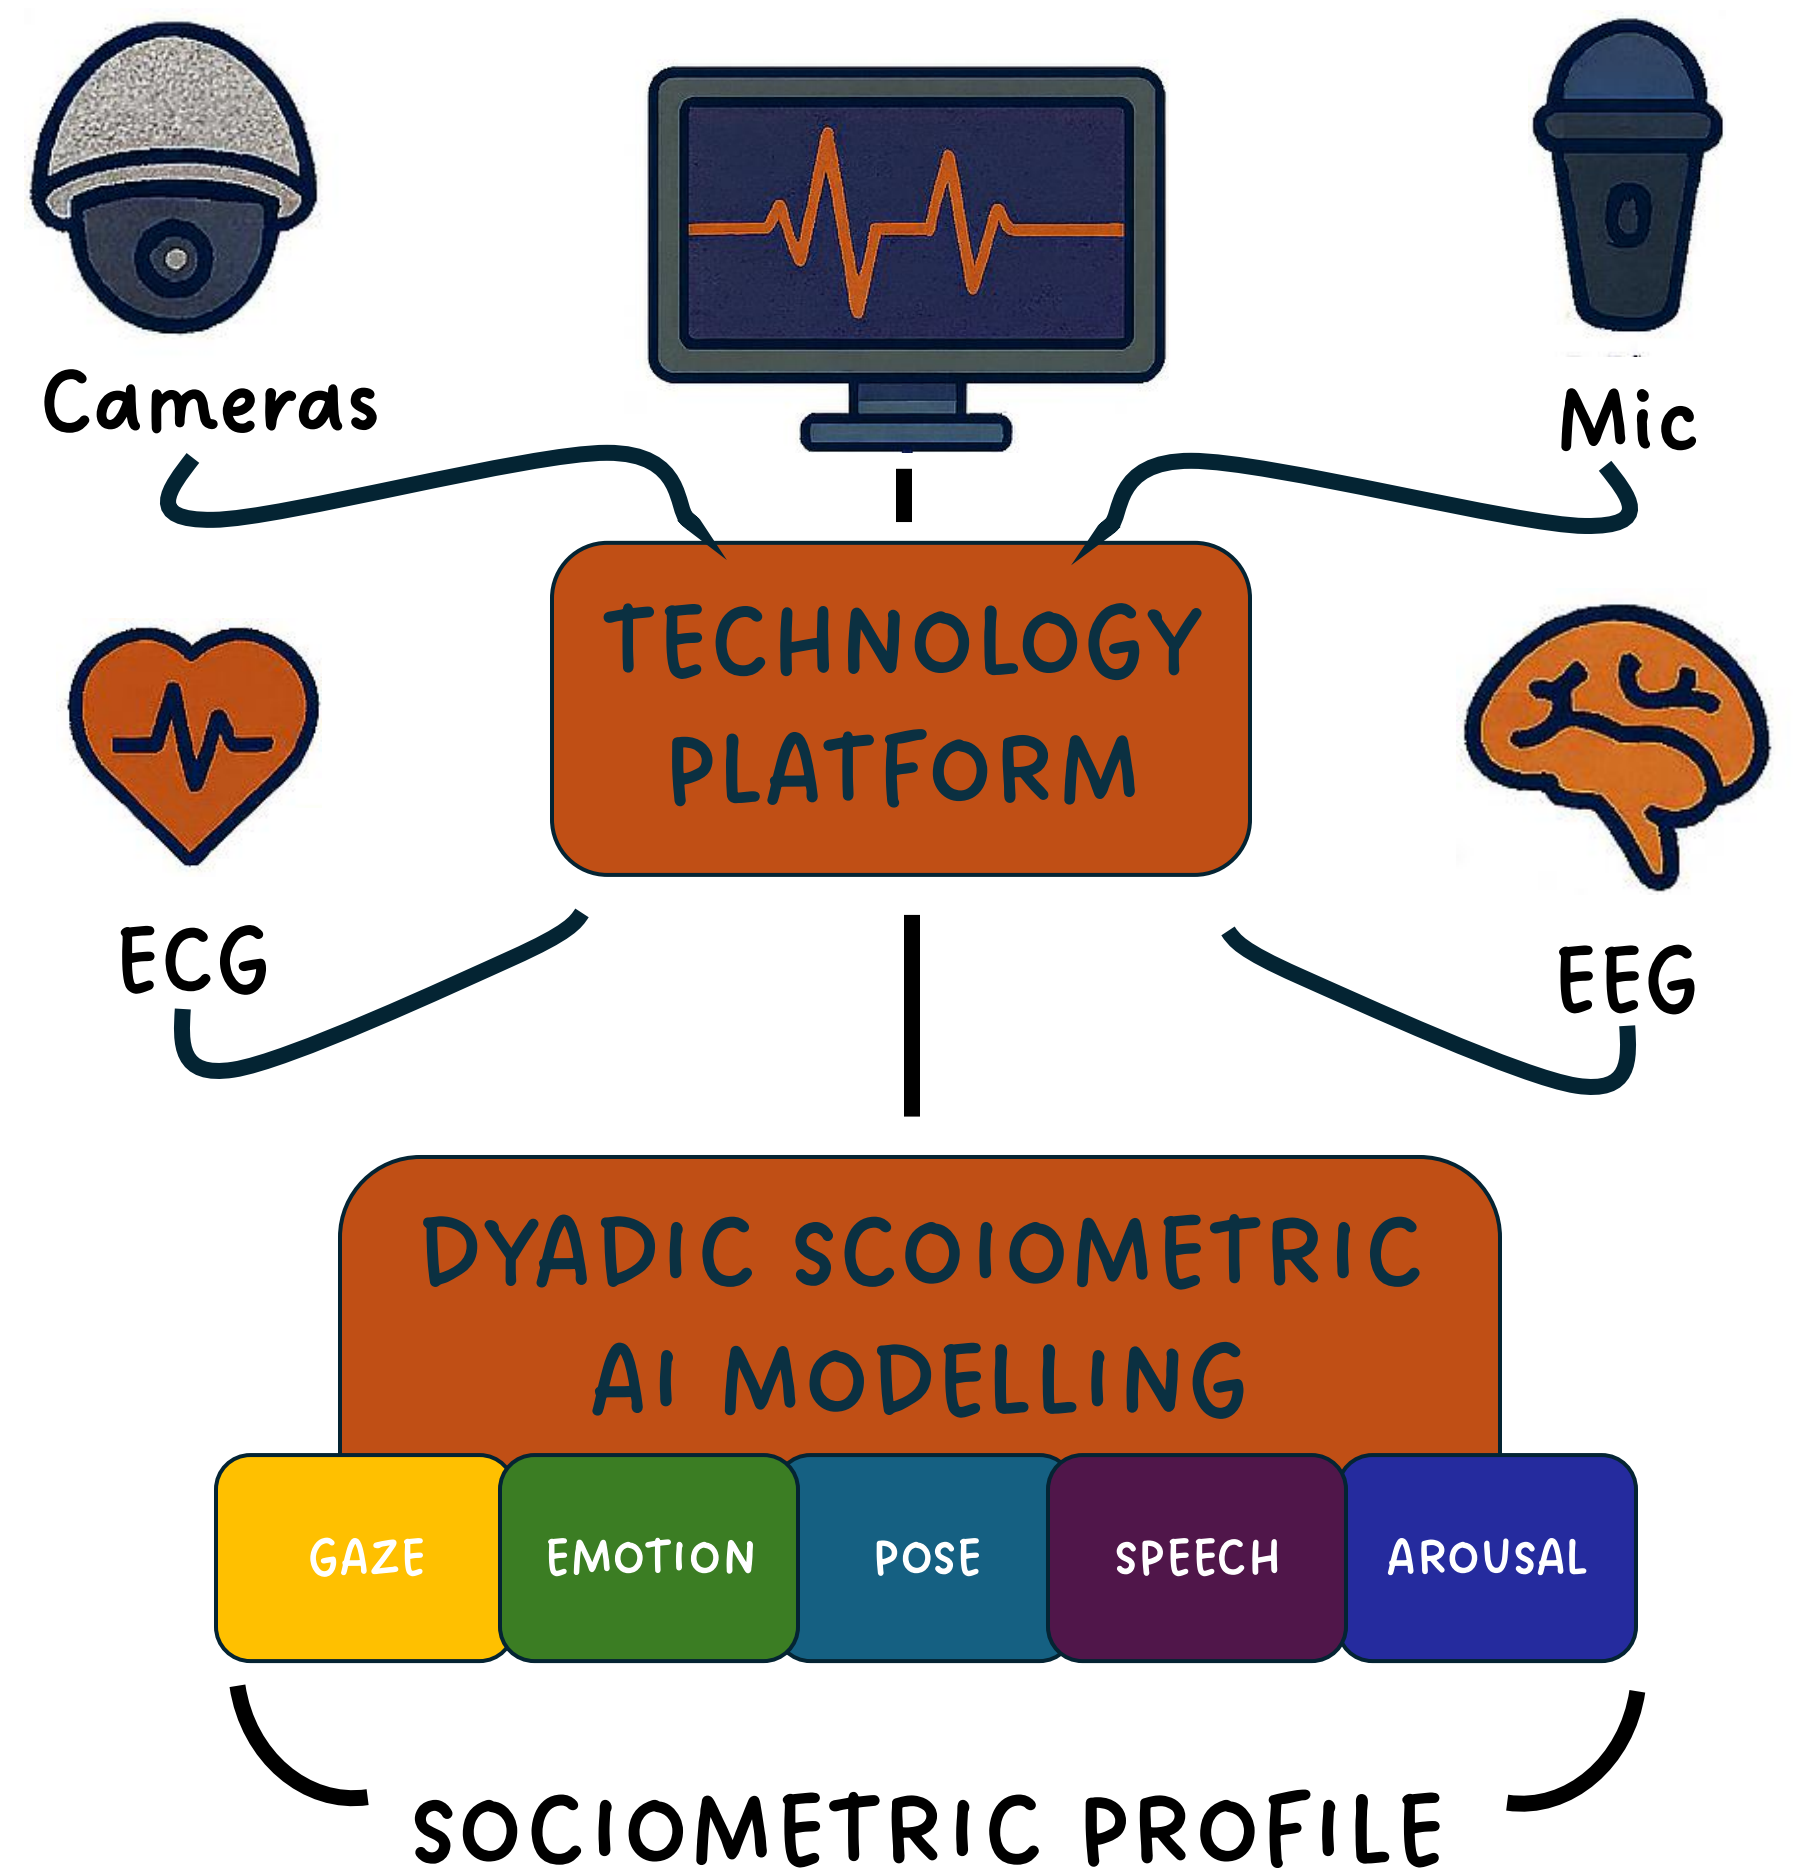 Cameras
Mic
TECHNOLOGY
PLATFORM
ECG
EEG
DYADIC SCOIOMETRIC
AI MODELLING
GAZE
EMOTION
POSE
SPEECH
AROUSAL
SOCIOMETRIC PROFILE